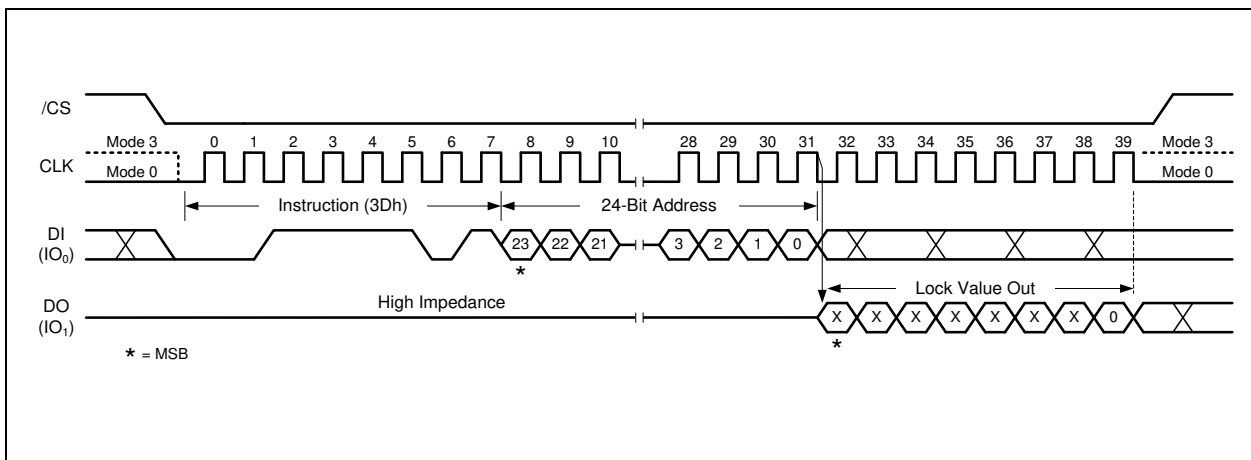 /CS
Mode 3 0 1 2 3 4 5 6 7 8 9 10 28 29 30 31 32 33 34 35 36 37 38 39 Mode 3
CLK
Mode 0 Mode 0
Instruction (3Dh) 24-Bit Address
DI
(IO₀)
23 22 21 3 2 1 0
*
Lock Value Out
High Impedance
DO
(IO₁)
X X X X X X X 0
*
* = MSB